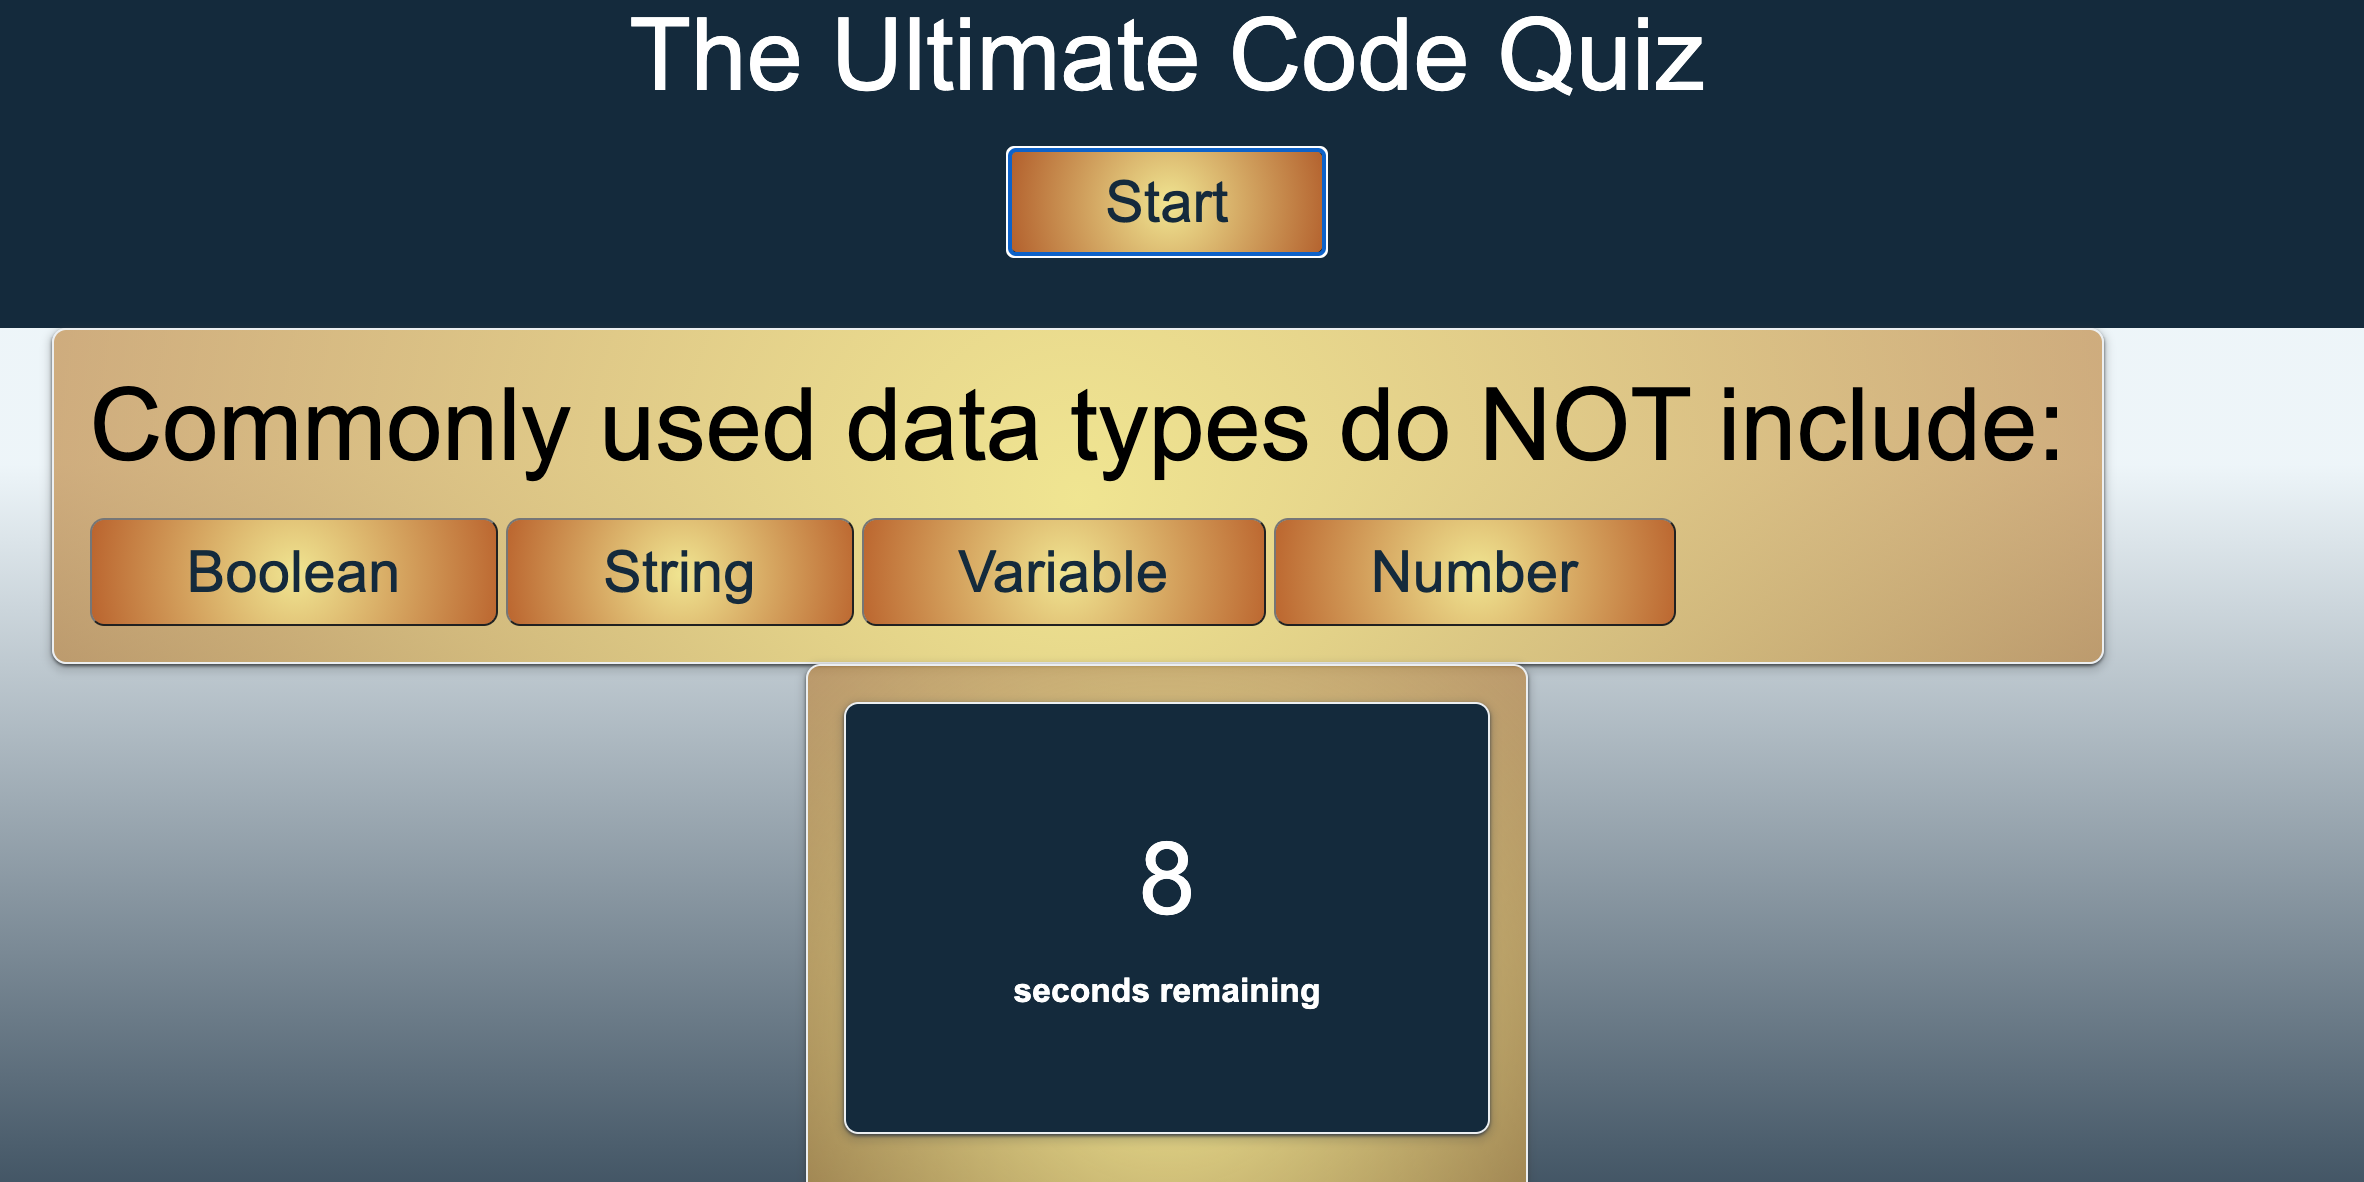 The Ultimate Code Quiz
Start
Commonly used data types do NOT include:
Boolean String Variable Number
8
seconds remaining